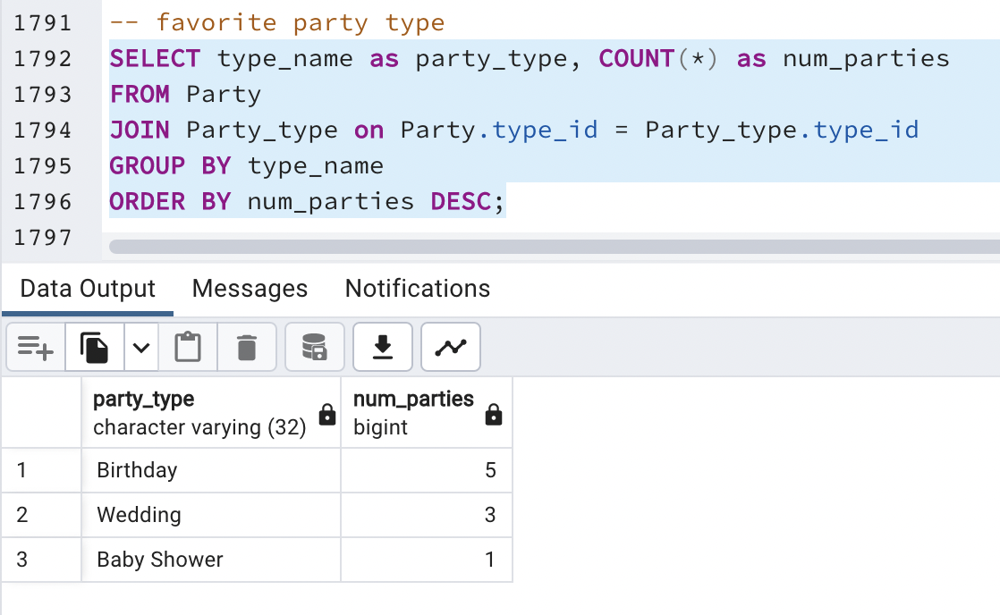 1791 -- favorite party type
1792 SELECT type_name as party_type, COUNT(*) as num_parties
1793 FROM Party
1794 JOIN Party_type on Party.type_id = Party_type.type_id
1795 GROUP BY type_name
1796 ORDER BY num_parties DESC;
1797
Data Output Messages Notifications
party_type num_parties
character varying (32) bigint
1 Birthday 5
2 Wedding 3
3 Baby Shower 1